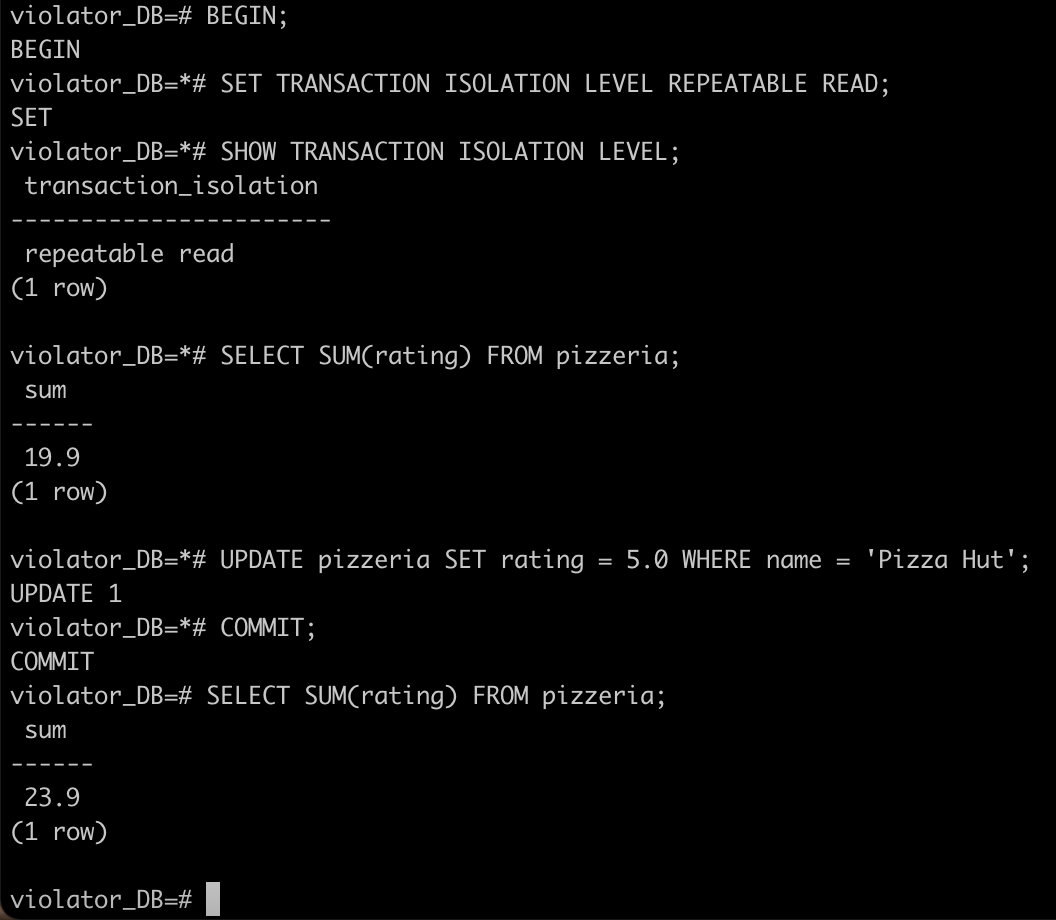 violator_DB=# BEGIN;
BEGIN
violator_DB=*# SET TRANSACTION ISOLATION LEVEL REPEATABLE READ;
SET
violator_DB=*# SHOW TRANSACTION ISOLATION LEVEL;
 transaction_isolation
-----------------------
 repeatable read
(1 row)

violator_DB=*# SELECT SUM(rating) FROM pizzeria;
 sum
------
 19.9
(1 row)

violator_DB=*# UPDATE pizzeria SET rating = 5.0 WHERE name = 'Pizza Hut';
UPDATE 1
violator_DB=*# COMMIT;
COMMIT
violator_DB=# SELECT SUM(rating) FROM pizzeria;
 sum
------
 23.9
(1 row)

violator_DB=#